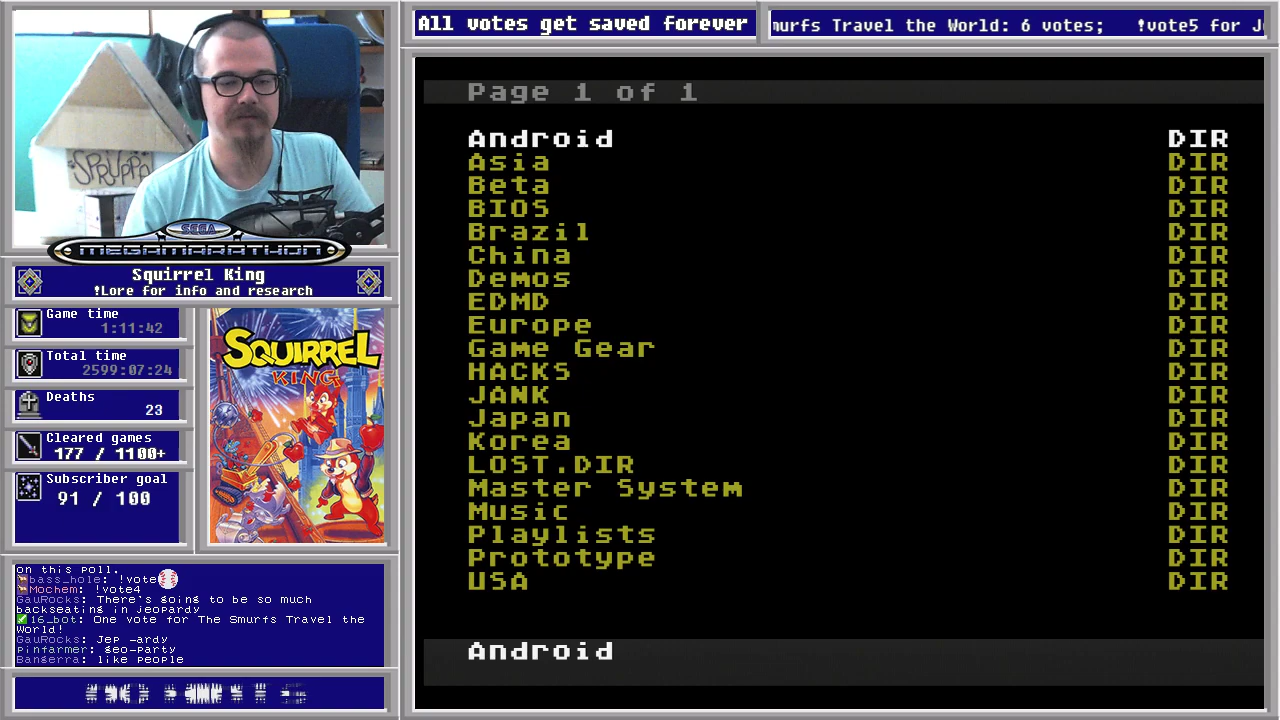 All votes get saved forever
murfs Travel the World: 6 votes; !vote5 for J
SPRUPPA
SEGA
MEGAMARATHON
Squirrel King
!Lore for info and research
Game time
1:11:42
Total time
2599:07:24
Deaths
23
Cleared games
177 / 1100+
Subscriber goal
91 / 100
SQUIRREL
KING
on this poll.
bass_hole: !vote
Mochem: !vote4
GauRocks: There's going to be so much
backseating in jeopardy
16_bot: One vote for The Smurfs Travel the
World!
GauRocks: Jep -ardy
pinfarmer: geo-party
Bangerra: like people
Page 1 of 1
Android DIR
Asia DIR
Beta DIR
BIOS DIR
Brazil DIR
China DIR
Demos DIR
EDMD DIR
Europe DIR
Game Gear DIR
HACKS DIR
JANK DIR
Japan DIR
Korea DIR
LOST.DIR DIR
Master System DIR
Music DIR
Playlists DIR
Prototype DIR
USA DIR
Android